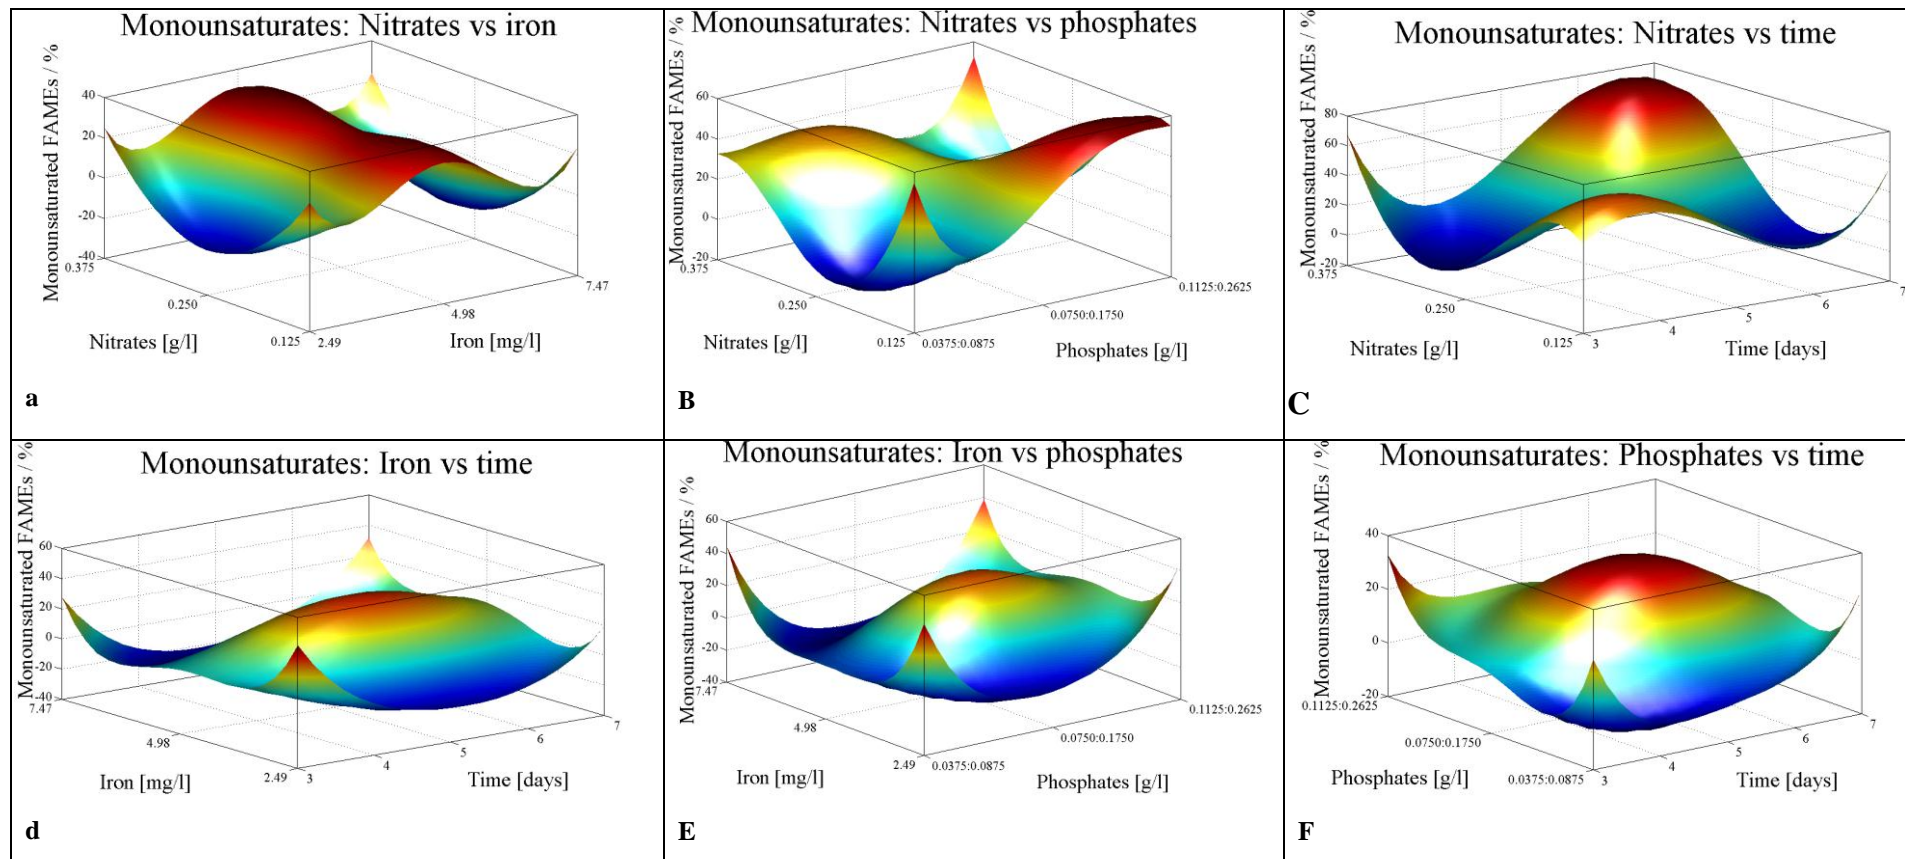 Monounsaturates: Nitrates vs iron
Monounsaturated FAMEs / %
40
20
0
-20
-40
0.375
0.250
0.125
2.49
4.98
7.47
Nitrates [g/l]
Iron [mg/l]
a
Monounsaturates: Nitrates vs phosphates
Monounsaturated FAMEs / %
60
40
20
0
-20
0.375
0.250
0.125
0.0375:0.0875
0.0750:0.1750
0.1125:0.2625
Nitrates [g/l]
Phosphates [g/l]
B
Monounsaturates: Nitrates vs time
Monounsaturated FAMEs / %
80
60
40
20
0
-20
0.375
0.250
0.125
3
4
5
6
7
Nitrates [g/l]
Time [days]
C
Monounsaturates: Iron vs time
Monounsaturated FAMEs / %
60
40
20
0
-20
-40
7.47
4.98
2.49
3
4
5
6
7
Iron [mg/l]
Time [days]
d
Monounsaturates: Iron vs phosphates
Monounsaturated FAMEs / %
60
40
20
0
-20
-40
7.47
4.98
2.49
0.0375:0.0875
0.0750:0.1750
0.1125:0.2625
Iron [mg/l]
Phosphates [g/l]
E
Monounsaturates: Phosphates vs time
Monounsaturated FAMEs / %
40
20
0
-20
0.1125:0.2625
0.0750:0.1750
0.0375:0.0875
3
4
5
6
7
Phosphates [g/l]
Time [days]
F